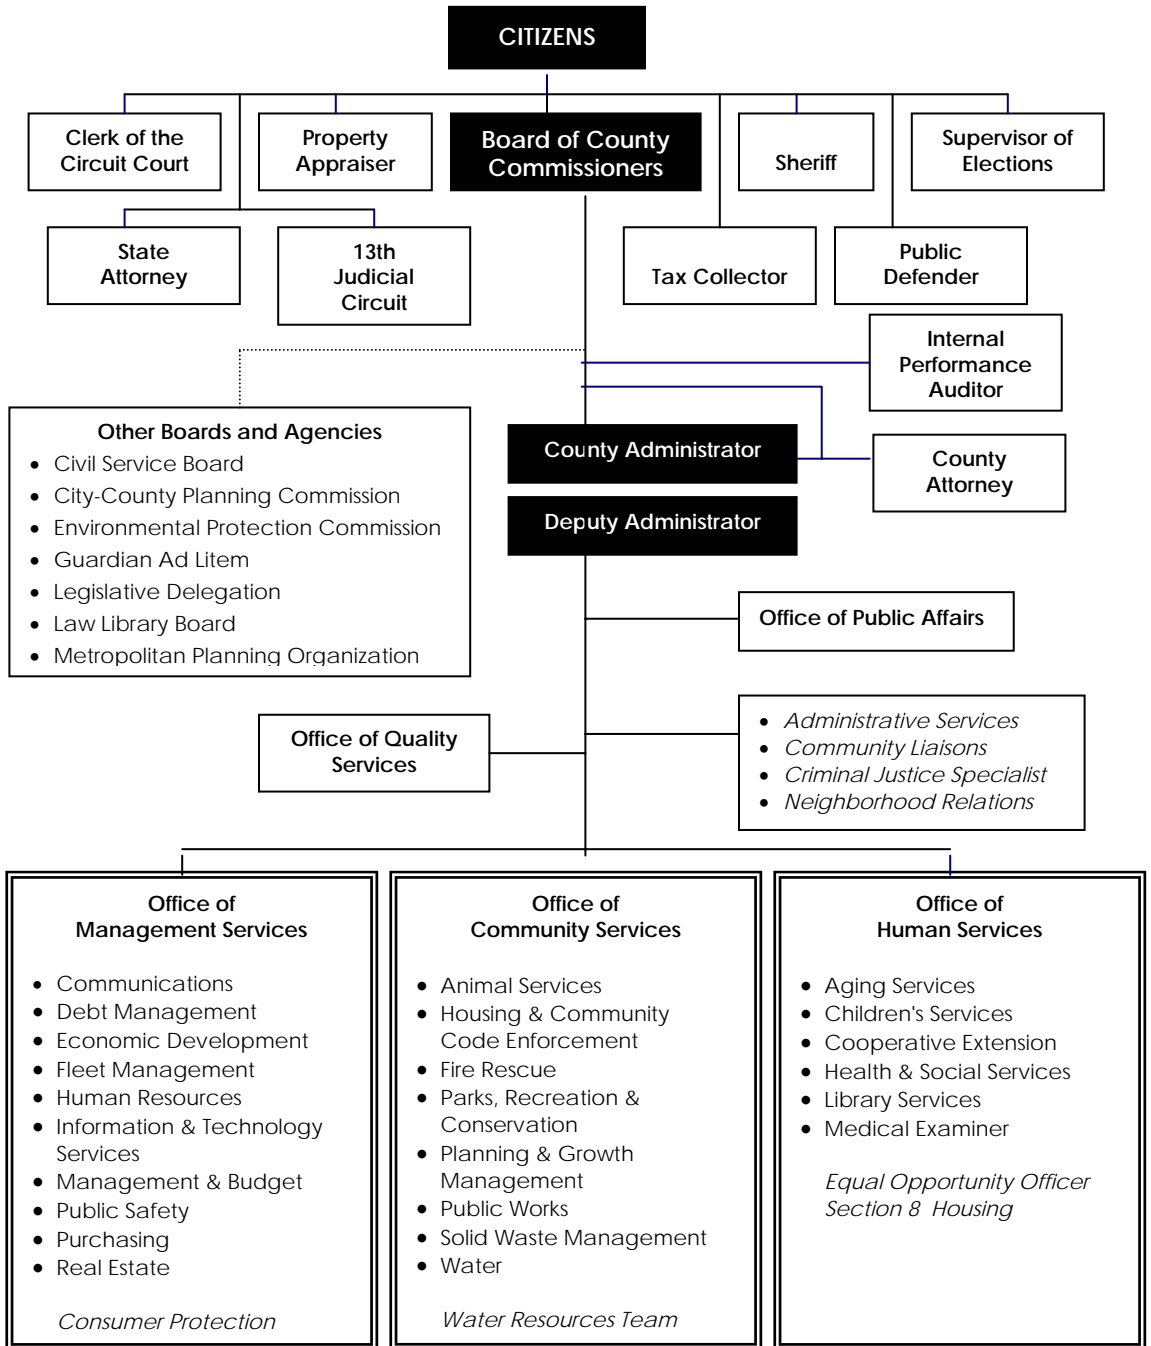 CITIZENS
Clerk of the
Circuit Court
Property
Appraiser
Board of County
Commissioners
Sheriff
Supervisor of
Elections
State
Attorney
13th
Judicial
Circuit
Tax Collector
Public
Defender
Internal
Performance
Auditor
Other Boards and Agencies
• Civil Service Board
• City-County Planning Commission
• Environmental Protection Commission
• Guardian Ad Litem
• Legislative Delegation
• Law Library Board
• Metropolitan Planning Organization
County Administrator
County
Attorney
Deputy Administrator
Office of Public Affairs
Office of Quality
Services
• Administrative Services
• Community Liaisons
• Criminal Justice Specialist
• Neighborhood Relations
Office of
Management Services
• Communications
• Debt Management
• Economic Development
• Fleet Management
• Human Resources
• Information & Technology
Services
• Management & Budget
• Public Safety
• Purchasing
• Real Estate
Consumer Protection
Office of
Community Services
• Animal Services
• Housing & Community
Code Enforcement
• Fire Rescue
• Parks, Recreation &
Conservation
• Planning & Growth
Management
• Public Works
• Solid Waste Management
• Water
Water Resources Team
Office of
Human Services
• Aging Services
• Children's Services
• Cooperative Extension
• Health & Social Services
• Library Services
• Medical Examiner
Equal Opportunity Officer
Section 8 Housing